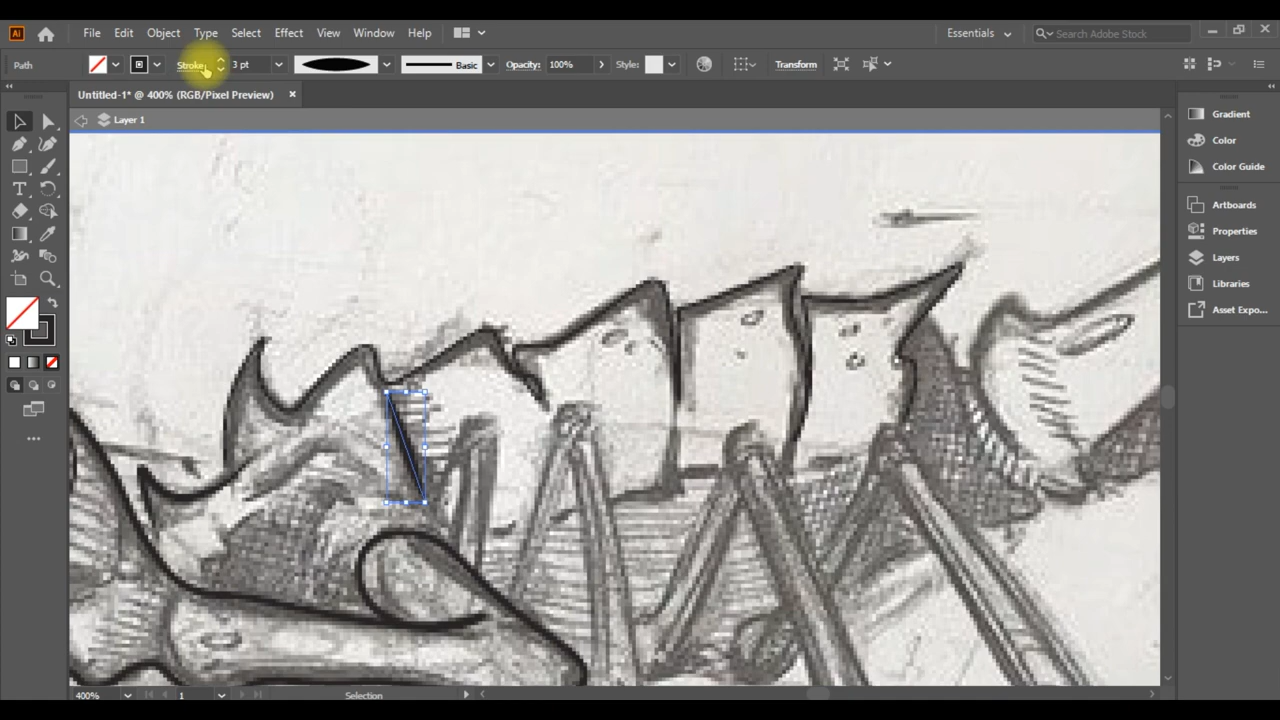 Ai File Edit Object Type Select Effect View Window Help Essentials Search Adobe Stock
Path Stroke: 3 pt Basic Opacity: 100% Style: Transform
Untitled-1* @ 400% (RGB/Pixel Preview)
Layer 1
Gradient
Color
Color Guide
Artboards
Properties
Layers
Libraries
Asset Expo...
400% 1 Selection